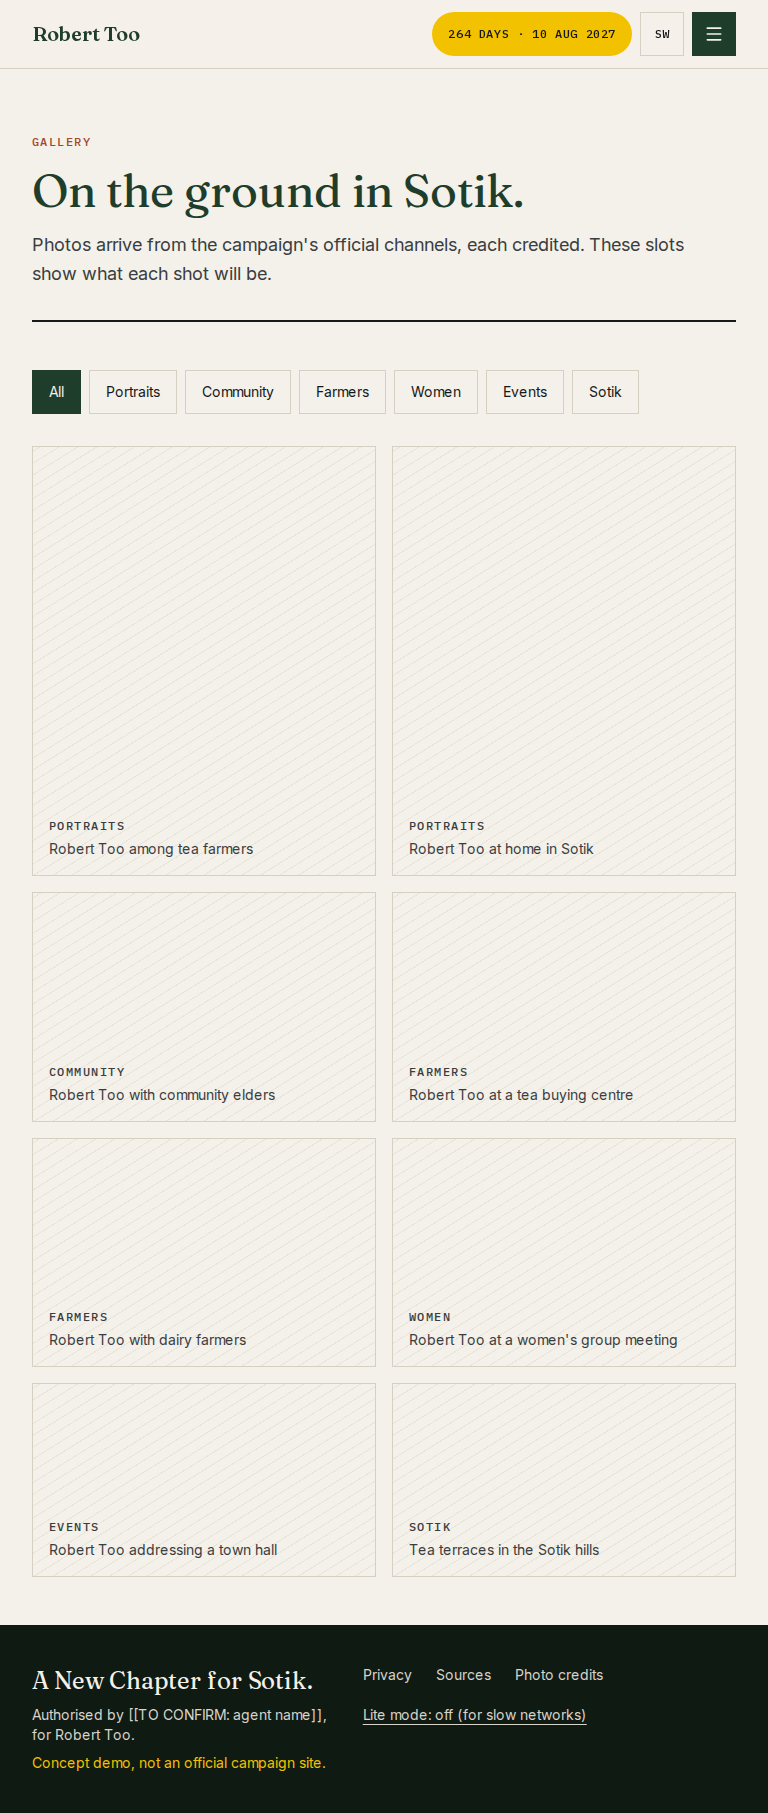 Robert Too
264 DAYS · 10 AUG 2027
SW
GALLERY
On the ground in Sotik.
Photos arrive from the campaign's official channels, each credited. These slots
show what each shot will be.
All
Portraits
Community
Farmers
Women
Events
Sotik
PORTRAITS
Robert Too among tea farmers
PORTRAITS
Robert Too at home in Sotik
COMMUNITY
Robert Too with community elders
FARMERS
Robert Too at a tea buying centre
FARMERS
Robert Too with dairy farmers
WOMEN
Robert Too at a women's group meeting
EVENTS
Robert Too addressing a town hall
SOTIK
Tea terraces in the Sotik hills
A New Chapter for Sotik.
Authorised by [[TO CONFIRM: agent name]],
for Robert Too.
Concept demo, not an official campaign site.
Privacy
Sources
Photo credits
Lite mode: off (for slow networks)